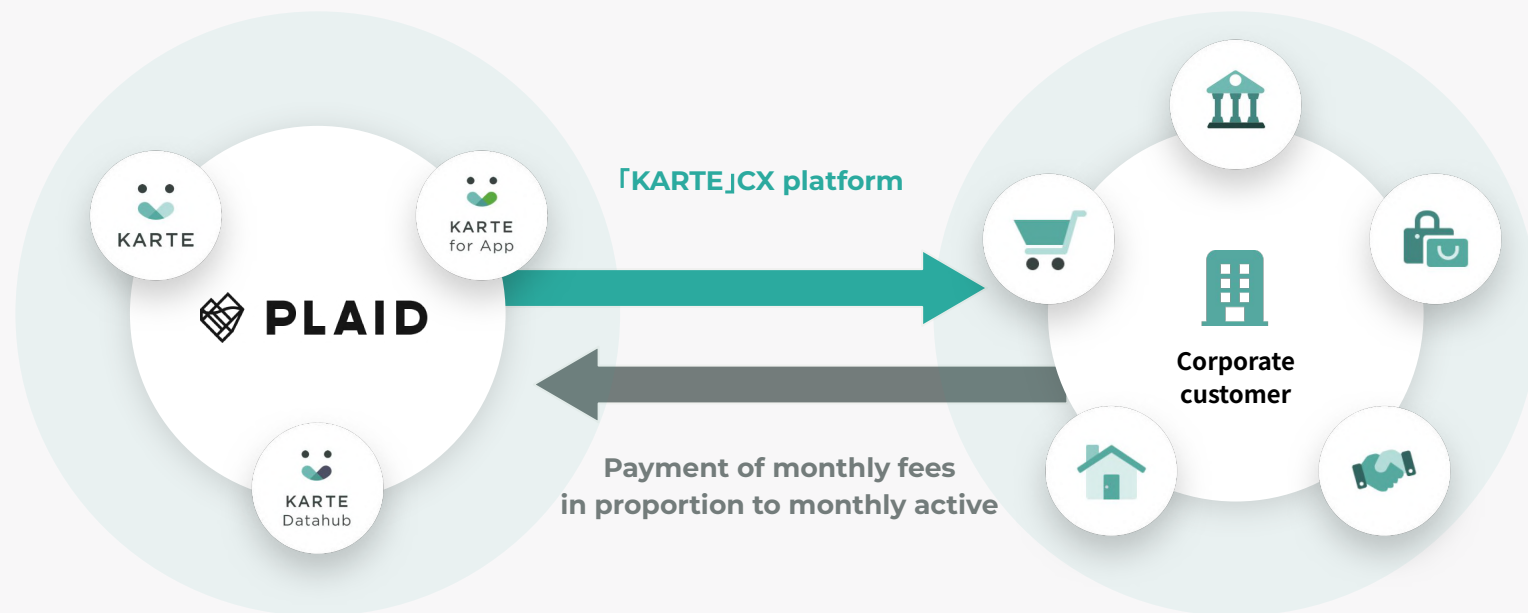 KARTE
KARTE
for App
PLAID
KARTE
Datahub
「KARTE」CX platform
Payment of monthly fees
in proportion to monthly active
Corporate
customer